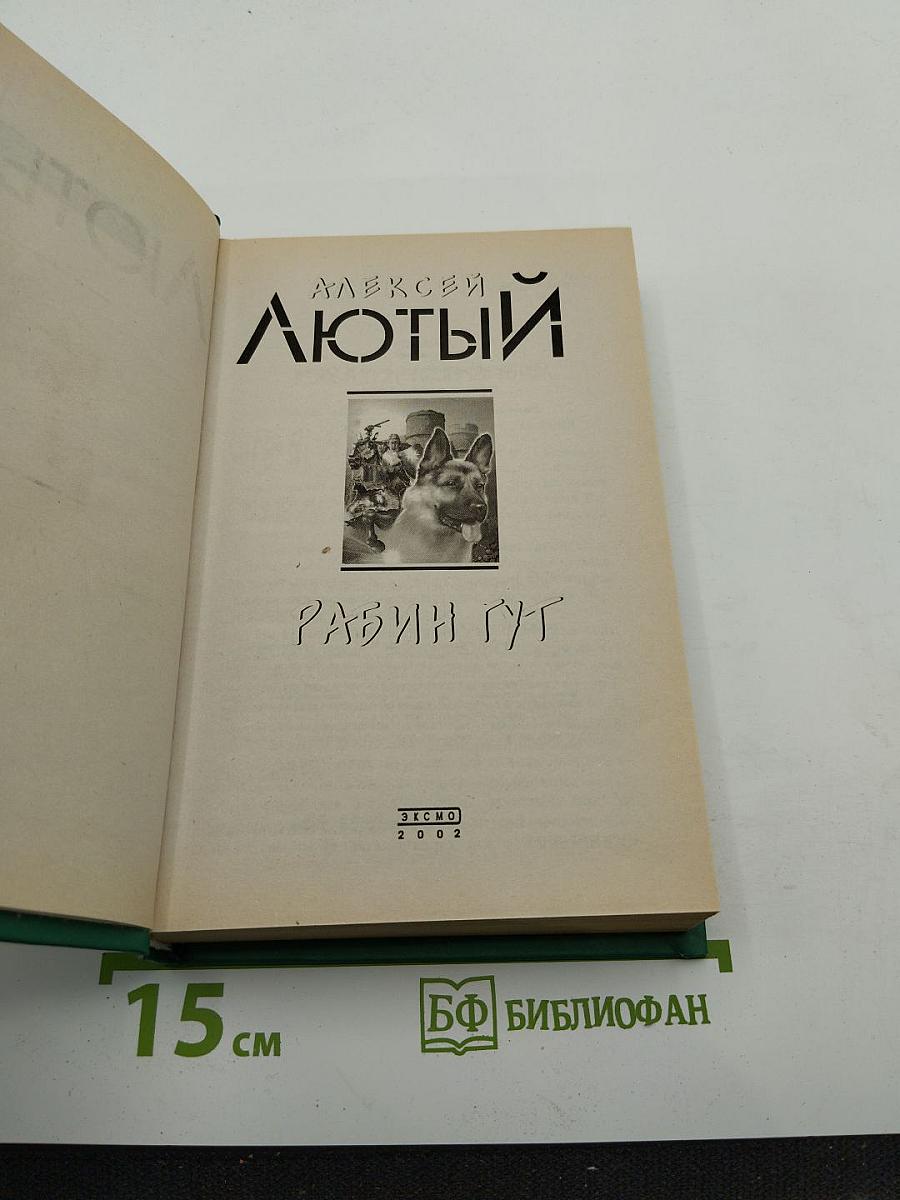 АЛЕКСЕЙ
ЛЮТЫЙ
РАБИН ГУТ
ЭКСМО
2002
15 см
БФ БИБЛИОФАН